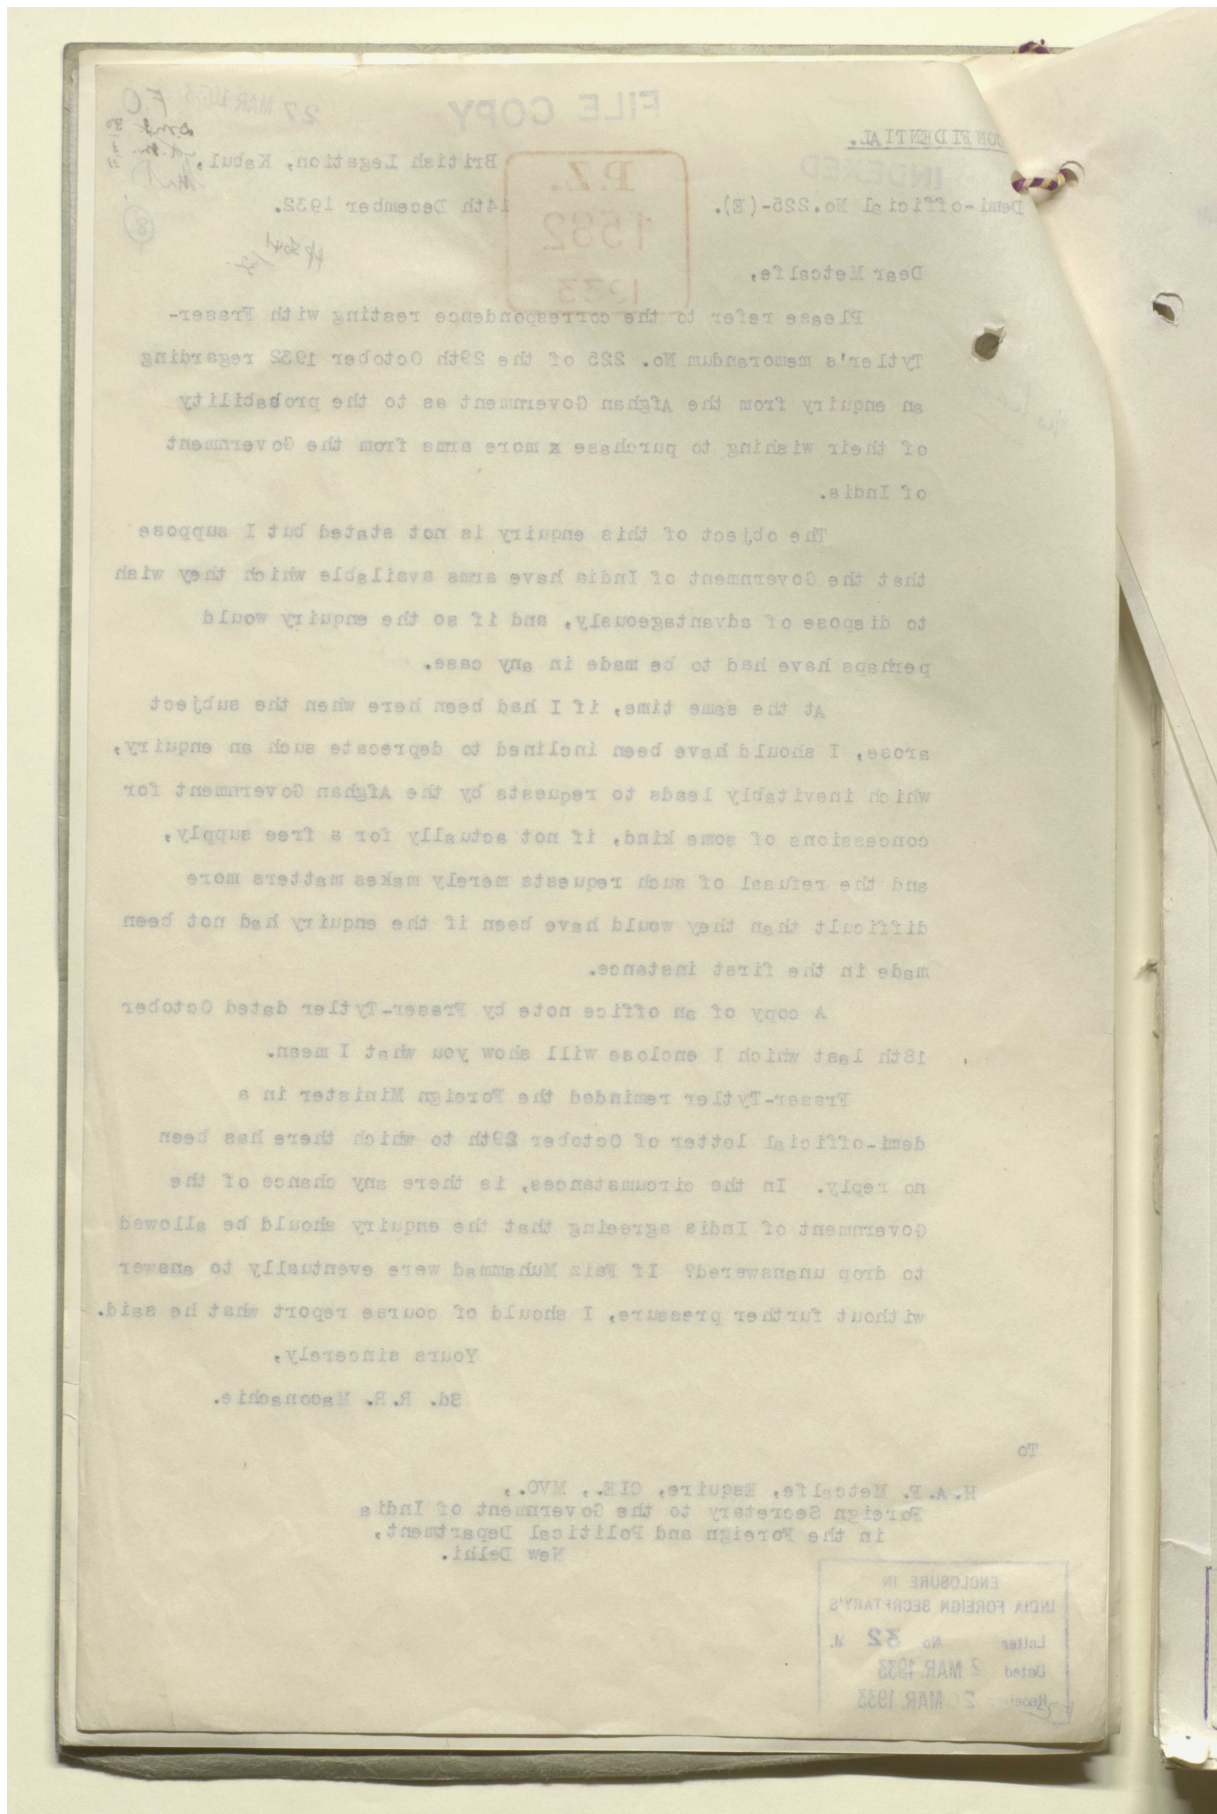 CONFIDENTIAL.
FILE COPY
27 MAR 1933
F.O
INDEXED
P.Z.
1582
1933
British Legation, Kabul,
Demi-official No.225-(E).
14th December 1932.
(8)
Dear Metcalfe,
Please refer to the correspondence resting with Fraser-
Tytler's memorandum No. 225 of the 29th October 1932 regarding
an enquiry from the Afghan Government as to the probability
of their wishing to purchase x more arms from the Government
of India.
The object of this enquiry is not stated but I suppose
that the Government of India have arms available which they wish
to dispose of advantageously, and if so the enquiry would
perhaps have had to be made in any case.
At the same time, if I had been here when the subject
arose, I should have been inclined to deprecate such an enquiry,
which inevitably leads to requests by the Afghan Government for
concessions of some kind, if not actually for a free supply,
and the refusal of such requests merely makes matters more
difficult than they would have been if the enquiry had not been
made in the first instance.
A copy of an office note by Fraser-Tytler dated October
18th last which I enclose will show you what I mean.
Fraser-Tytler reminded the Foreign Minister in a
demi-official letter of October 29th to which there has been
no reply. In the circumstances, is there any chance of the
Government of India agreeing that the enquiry should be allowed
to drop unanswered? If Faiz Muhammad were eventually to answer
without further pressure, I should of course report what he said.
Yours sincerely,
Sd. R.R. Maconachie.
To
H.A.F. Metcalfe, Esquire, CIE., MVO.,
Foreign Secretary to the Government of India
in the Foreign and Political Department,
New Delhi.
ENCLOSURE IN
INDIA FOREIGN SECRETARY'S
Letter No 32 M.
Dated 2 MAR. 1933
Received 20 MAR. 1933